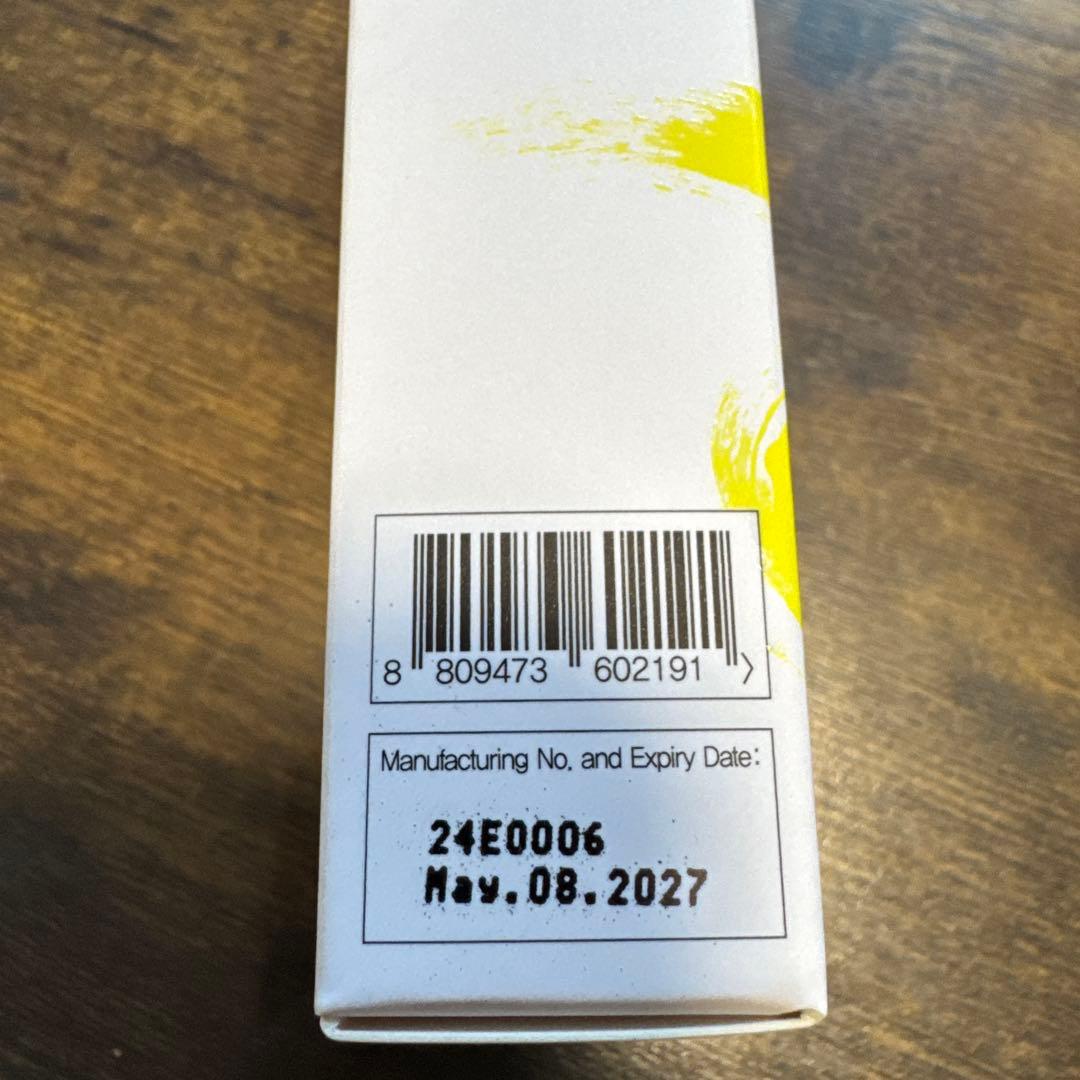 8 809473 602191 >
Manufacturing No. and Expiry Date:
24E0006
May.08.2027